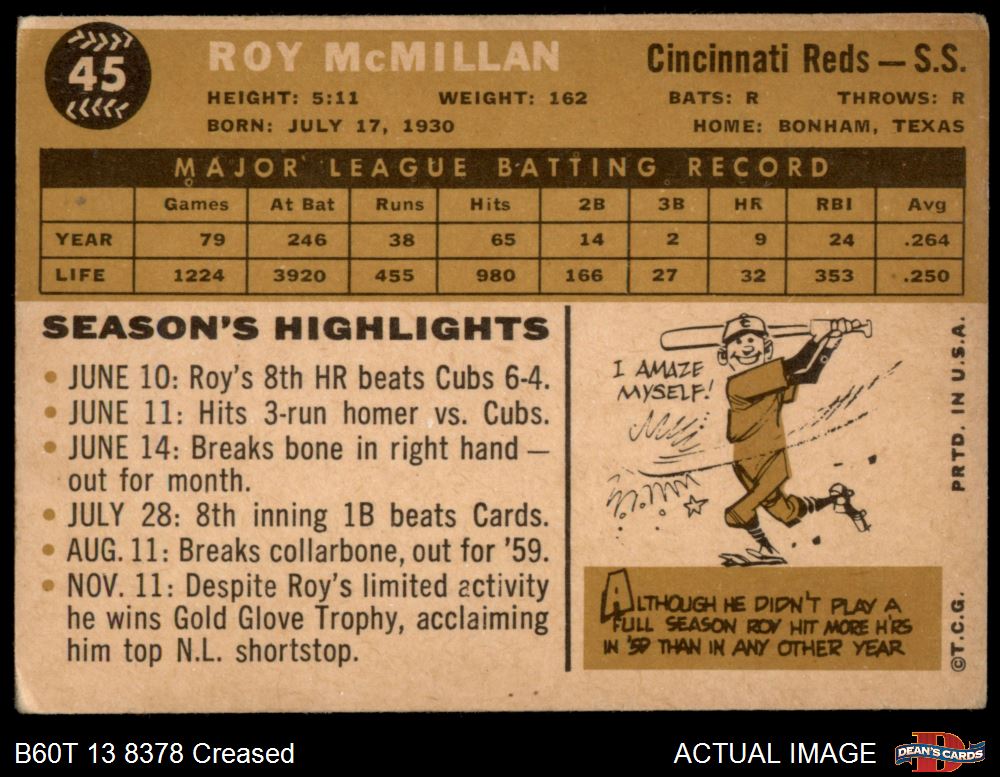 45
ROY McMILLAN
Cincinnati Reds — S.S.
HEIGHT: 5:11 WEIGHT: 162 BATS: R THROWS: R
BORN: JULY 17, 1930 HOME: BONHAM, TEXAS
MAJOR LEAGUE BATTING RECORD
Games At Bat Runs Hits 2B 3B HR RBI Avg
YEAR 79 246 38 65 14 2 9 24 .264
LIFE 1224 3920 455 980 166 27 32 353 .250
SEASON'S HIGHLIGHTS
• JUNE 10: Roy's 8th HR beats Cubs 6-4.
• JUNE 11: Hits 3-run homer vs. Cubs.
• JUNE 14: Breaks bone in right hand —
out for month.
• JULY 28: 8th inning 1B beats Cards.
• AUG. 11: Breaks collarbone, out for '59.
• NOV. 11: Despite Roy's limited activity
he wins Gold Glove Trophy, acclaiming
him top N.L. shortstop.
C
I AMAZE
MYSELF!
ALTHOUGH HE DIDN'T PLAY A
FULL SEASON ROY HIT MORE H'RS
IN '59 THAN IN ANY OTHER YEAR
©T.C.G. PRTD. IN U.S.A.
B60T 13 8378 Creased
ACTUAL IMAGE
DEAN'S CARDS